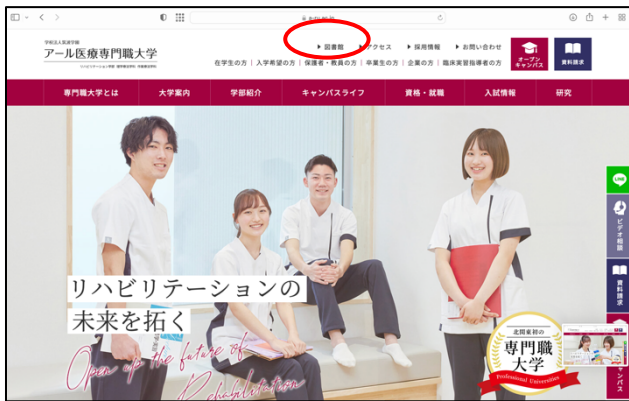 学校法人筑波学園
アール医療専門職大学
▶ 図書館 ▶ アクセス ▶ 採用情報 ▶ お問い合わせ
在学生の方 | 入学希望の方 | 保護者・教員の方 | 卒業生の方 | 企業の方 | 臨床実習指導者の方
オープン
キャンパス
資料請求
専門職大学とは 大学案内 学部紹介 キャンパスライフ 資格・就職 入試情報 研究
LINE
ビデオ相談
資料請求
リハビリテーションの
未来を拓く
Open up the future of
Rehabilitation
北関東初の
専門職
大学
Professional Universities
ャンパス